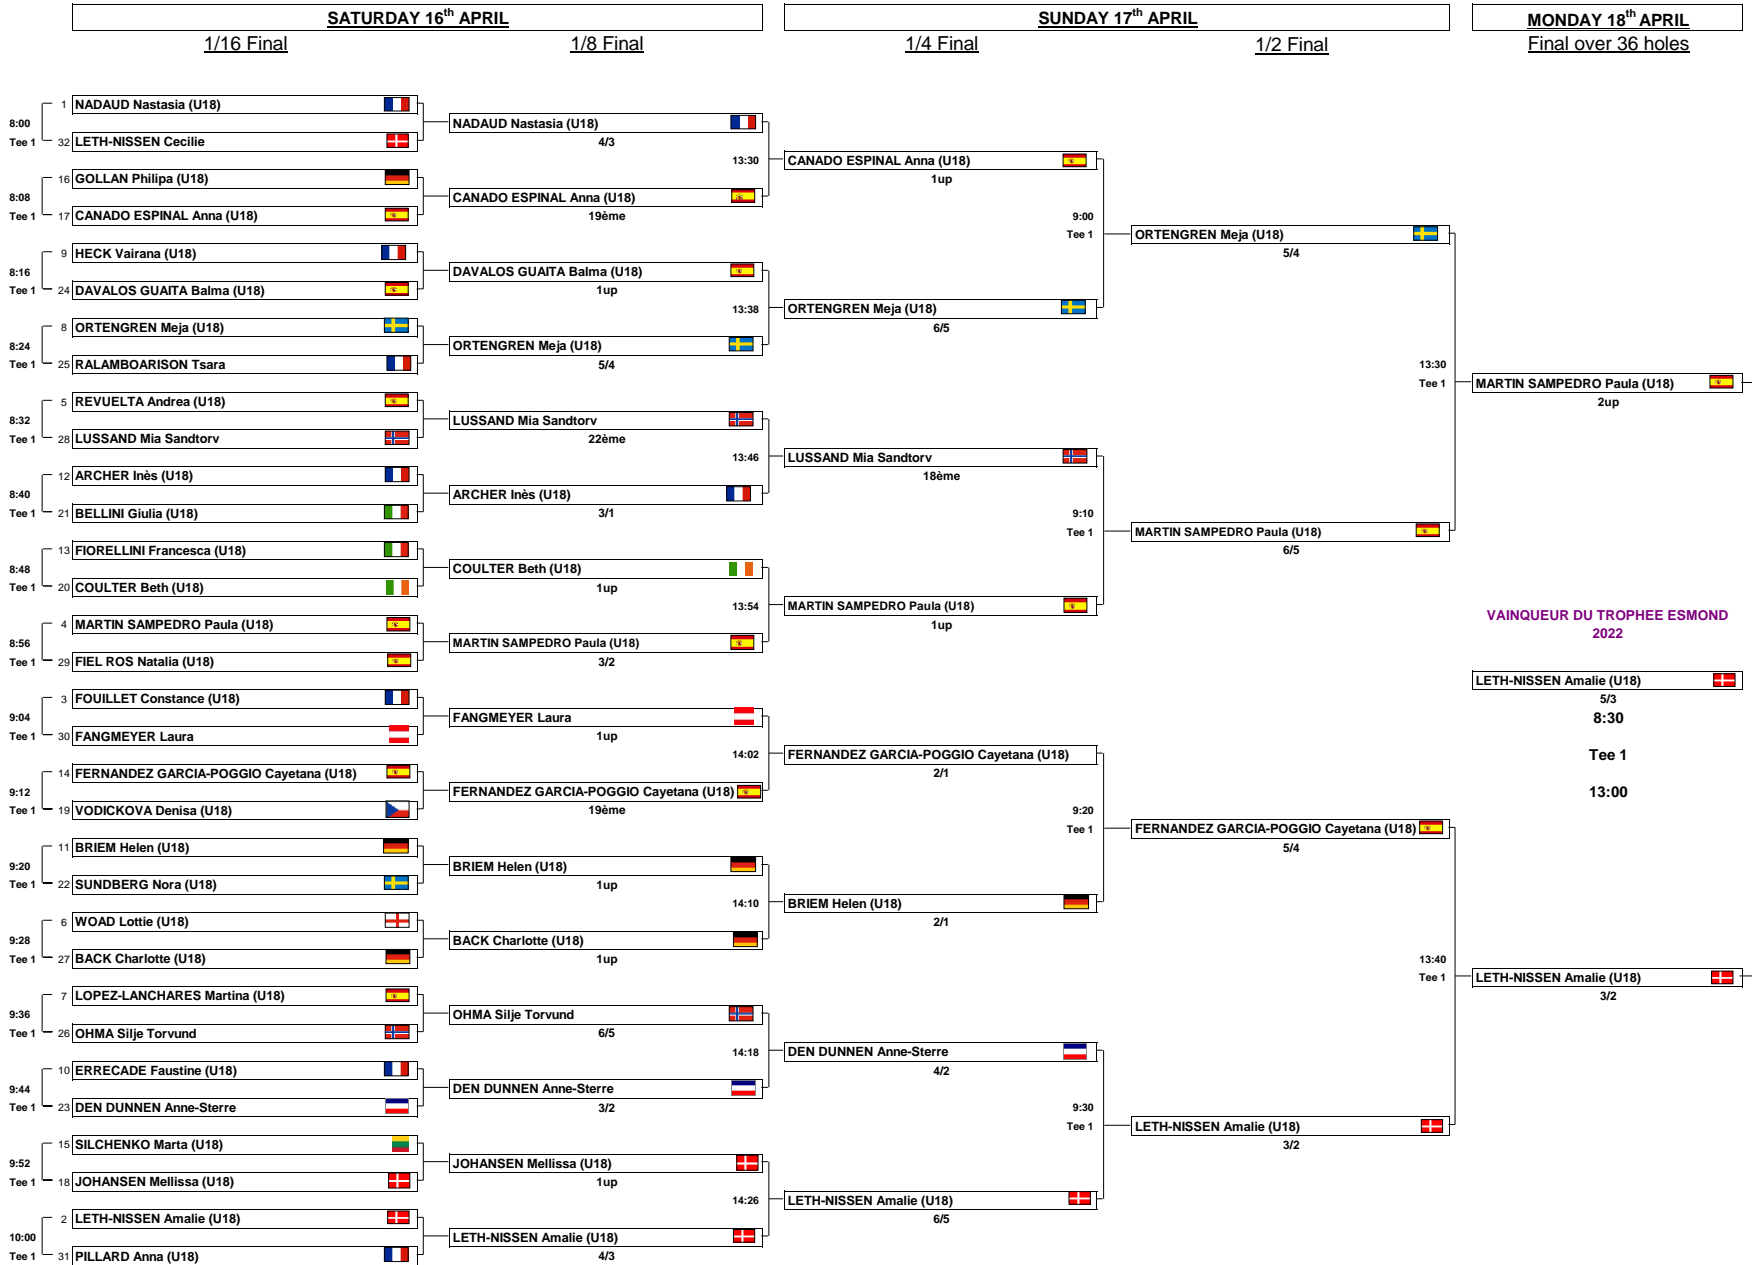 SATURDAY 16th APRIL
SUNDAY 17th APRIL
MONDAY 18th APRIL
1/16 Final
1/8 Final
1/4 Final
1/2 Final
Final over 36 holes
8:00
Tee 1
1 NADAUD Nastasia (U18)
32 LETH-NISSEN Cecilie
8:08
Tee 1
16 GOLLAN Philipa (U18)
17 CANADO ESPINAL Anna (U18)
8:16
Tee 1
9 HECK Vairana (U18)
24 DAVALOS GUAITA Balma (U18)
8:24
Tee 1
8 ORTENGREN Meja (U18)
25 RALAMBOARISON Tsara
8:32
Tee 1
5 REVUELTA Andrea (U18)
28 LUSSAND Mia Sandtorv
8:40
Tee 1
12 ARCHER Inès (U18)
21 BELLINI Giulia (U18)
8:48
Tee 1
13 FIORELLINI Francesca (U18)
20 COULTER Beth (U18)
8:56
Tee 1
4 MARTIN SAMPEDRO Paula (U18)
29 FIEL ROS Natalia (U18)
9:04
Tee 1
3 FOUILLET Constance (U18)
30 FANGMEYER Laura
9:12
Tee 1
14 FERNANDEZ GARCIA-POGGIO Cayetana (U18)
19 VODICKOVA Denisa (U18)
9:20
Tee 1
11 BRIEM Helen (U18)
22 SUNDBERG Nora (U18)
9:28
Tee 1
6 WOAD Lottie (U18)
27 BACK Charlotte (U18)
9:36
Tee 1
7 LOPEZ-LANCHARES Martina (U18)
26 OHMA Silje Torvund
9:44
Tee 1
10 ERRECADE Faustine (U18)
23 DEN DUNNEN Anne-Sterre
9:52
Tee 1
15 SILCHENKO Marta (U18)
18 JOHANSEN Mellissa (U18)
10:00
Tee 1
2 LETH-NISSEN Amalie (U18)
31 PILLARD Anna (U18)
NADAUD Nastasia (U18)
4/3
13:30
CANADO ESPINAL Anna (U18)
19ème
DAVALOS GUAITA Balma (U18)
1up
13:38
ORTENGREN Meja (U18)
5/4
LUSSAND Mia Sandtorv
22ème
13:46
ARCHER Inès (U18)
3/1
COULTER Beth (U18)
1up
13:54
MARTIN SAMPEDRO Paula (U18)
3/2
FANGMEYER Laura
1up
14:02
FERNANDEZ GARCIA-POGGIO Cayetana (U18)
19ème
BRIEM Helen (U18)
1up
14:10
BACK Charlotte (U18)
1up
OHMA Silje Torvund
6/5
14:18
DEN DUNNEN Anne-Sterre
3/2
JOHANSEN Mellissa (U18)
1up
14:26
LETH-NISSEN Amalie (U18)
4/3
CANADO ESPINAL Anna (U18)
1up
9:00
Tee 1
ORTENGREN Meja (U18)
6/5
LUSSAND Mia Sandtorv
18ème
9:10
Tee 1
MARTIN SAMPEDRO Paula (U18)
1up
FERNANDEZ GARCIA-POGGIO Cayetana (U18)
2/1
9:20
Tee 1
BRIEM Helen (U18)
2/1
DEN DUNNEN Anne-Sterre
4/2
9:30
Tee 1
LETH-NISSEN Amalie (U18)
6/5
ORTENGREN Meja (U18)
5/4
13:30
Tee 1
MARTIN SAMPEDRO Paula (U18)
6/5
FERNANDEZ GARCIA-POGGIO Cayetana (U18)
5/4
13:40
Tee 1
LETH-NISSEN Amalie (U18)
3/2
MARTIN SAMPEDRO Paula (U18)
2up
VAINQUEUR DU TROPHEE ESMOND
2022
LETH-NISSEN Amalie (U18)
5/3
8:30
Tee 1
13:00
LETH-NISSEN Amalie (U18)
3/2